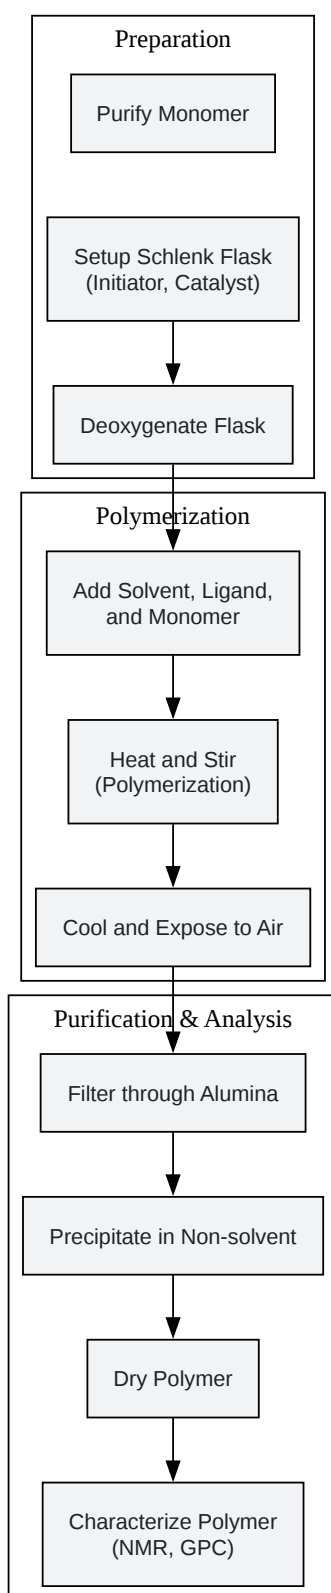 Preparation
Purify Monomer
Setup Schlenk Flask
(Initiator, Catalyst)
Deoxygenate Flask
Polymerization
Add Solvent, Ligand,
and Monomer
Heat and Stir
(Polymerization)
Cool and Expose to Air
Purification & Analysis
Filter through Alumina
Precipitate in Non-solvent
Dry Polymer
Characterize Polymer
(NMR, GPC)